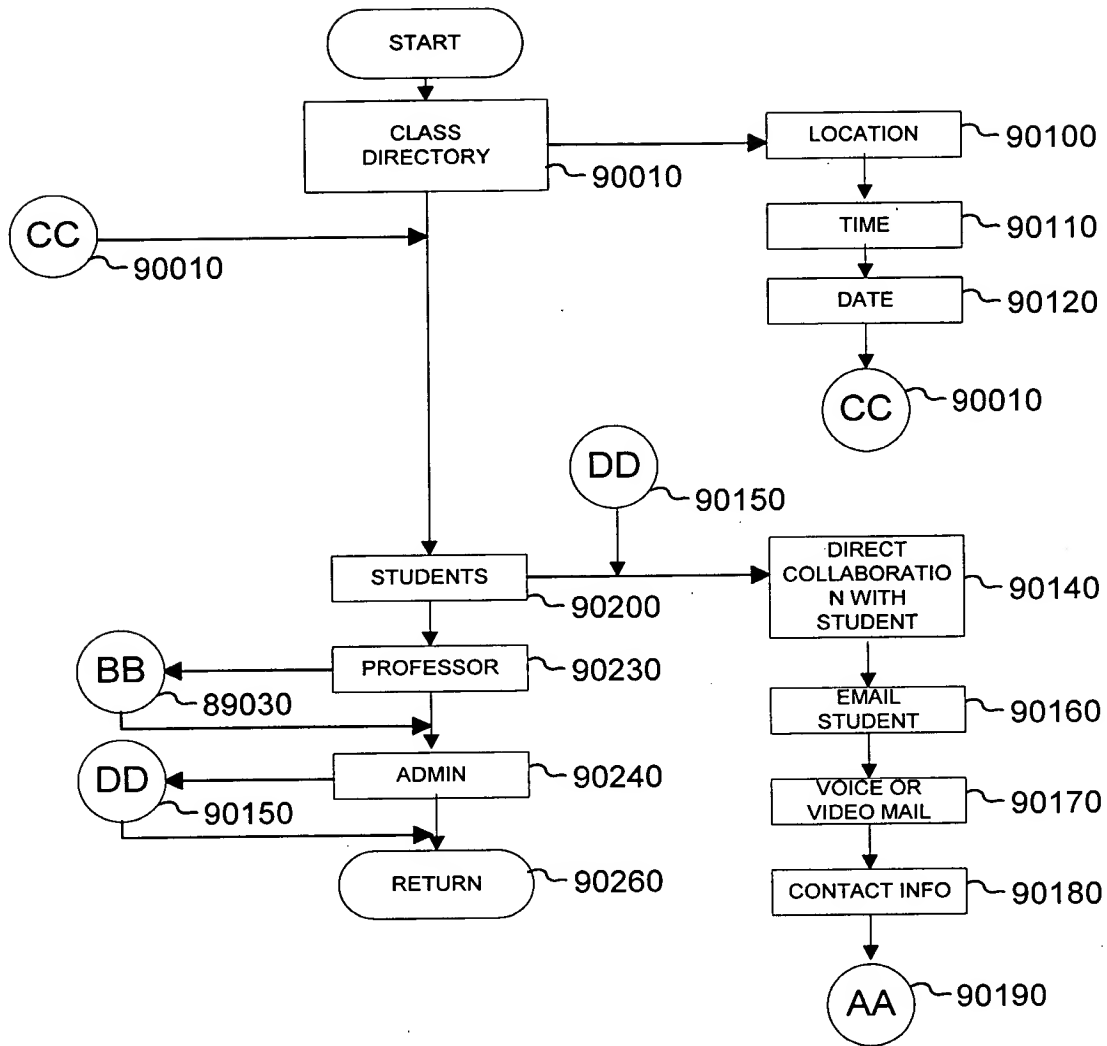 START
CLASS
DIRECTORY
90010
LOCATION
90100
CC
90010
TIME
90110
DATE
90120
CC
90010
DD
90150
STUDENTS
90200
DIRECT
COLLABORATIO
N WITH
STUDENT
90140
PROFESSOR
90230
BB
89030
EMAIL
STUDENT
90160
ADMIN
90240
DD
90150
VOICE OR
VIDEO MAIL
90170
RETURN
90260
CONTACT INFO
90180
AA
90190